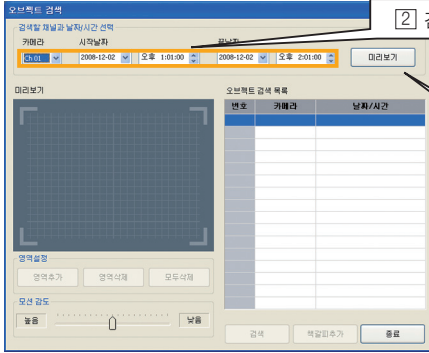 오브젝트 검색
2
검색할 채널과 날짜/시간 선택
카메라 시작날짜
Ch 01 2008-12-02 오후 1:01:00 2008-12-02 오후 2:01:00 미리보기
미리보기
오브젝트 검색 목록
번호 카메라 날짜/시간
영역설정
영역추가 영역삭제 모두삭제
모션 감도
높음 낮음
검색 책갈피추가 종료